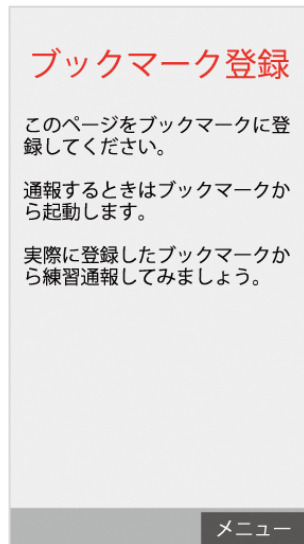 ブックマーク登録
このページをブックマークに登
録してください。
通報するときはブックマークか
ら起動します。
実際に登録したブックマークか
ら練習通報してみましょう。
メニュー